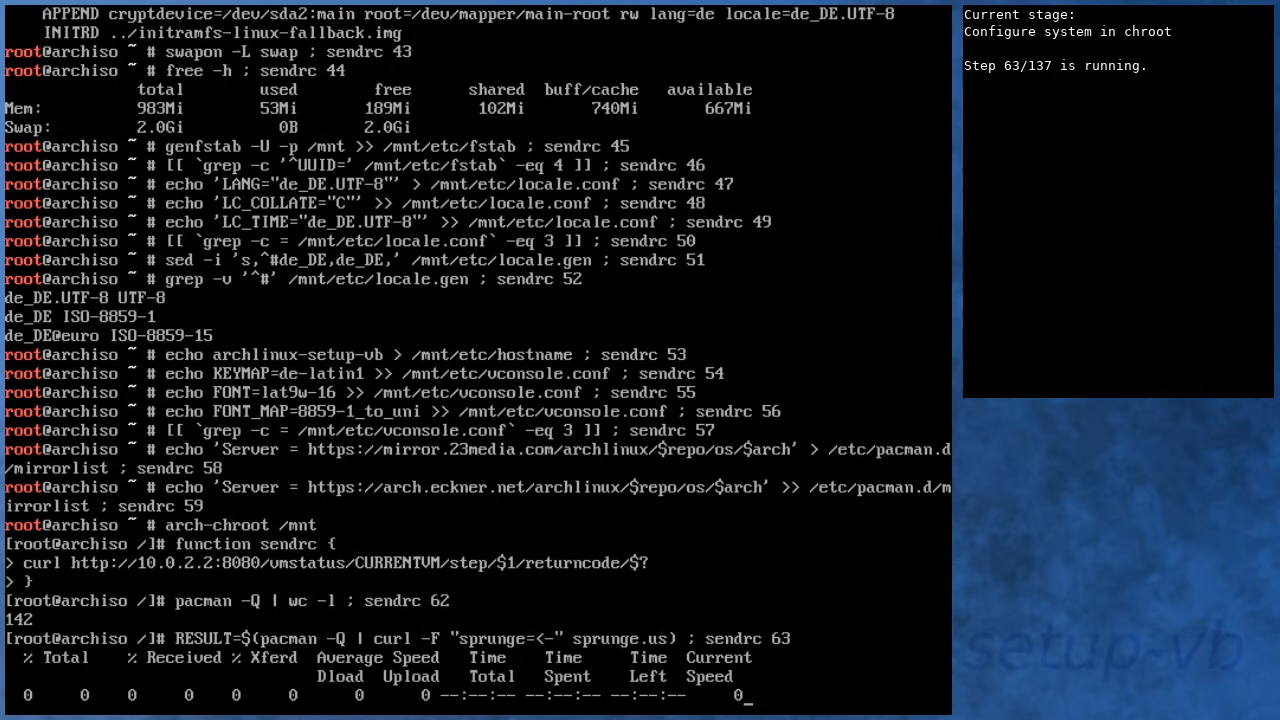 APPEND cryptdevice=/dev/sda2:main root=/dev/mapper/main-root rw lang=de locale=de_DE.UTF-8
INITRD ../initramfs-linux-fallback.img
root@archiso ~ # swapon -L swap ; sendrc 43
root@archiso ~ # free -h ; sendrc 44
total used free shared buff/cache available
Mem: 983Mi 53Mi 189Mi 102Mi 740Mi 667Mi
Swap: 2.0Gi 0B 2.0Gi
root@archiso ~ # genfstab -U -p /mnt >> /mnt/etc/fstab ; sendrc 45
root@archiso ~ # [[ `grep -c '^UUID=' /mnt/etc/fstab` -eq 4 ]] ; sendrc 46
root@archiso ~ # echo 'LANG="de_DE.UTF-8"' > /mnt/etc/locale.conf ; sendrc 47
root@archiso ~ # echo 'LC_COLLATE="C"' >> /mnt/etc/locale.conf ; sendrc 48
root@archiso ~ # echo 'LC_TIME="de_DE.UTF-8"' >> /mnt/etc/locale.conf ; sendrc 49
root@archiso ~ # [[ `grep -c = /mnt/etc/locale.conf` -eq 3 ]] ; sendrc 50
root@archiso ~ # sed -i 's,^#de_DE,de_DE,' /mnt/etc/locale.gen ; sendrc 51
root@archiso ~ # grep -v '^#' /mnt/etc/locale.gen ; sendrc 52
de_DE.UTF-8 UTF-8
de_DE ISO-8859-1
de_DE@euro ISO-8859-15
root@archiso ~ # echo archlinux-setup-vb > /mnt/etc/hostname ; sendrc 53
root@archiso ~ # echo KEYMAP=de-latin1 >> /mnt/etc/vconsole.conf ; sendrc 54
root@archiso ~ # echo FONT=lat9w-16 >> /mnt/etc/vconsole.conf ; sendrc 55
root@archiso ~ # echo FONT_MAP=8859-1_to_uni >> /mnt/etc/vconsole.conf ; sendrc 56
root@archiso ~ # [[ `grep -c = /mnt/etc/vconsole.conf` -eq 3 ]] ; sendrc 57
root@archiso ~ # echo 'Server = https://mirror.23media.com/archlinux/$repo/os/$arch' > /etc/pacman.d
/mirrorlist ; sendrc 58
root@archiso ~ # echo 'Server = https://arch.eckner.net/archlinux/$repo/os/$arch' >> /etc/pacman.d/m
irrorlist ; sendrc 59
root@archiso ~ # arch-chroot /mnt
[root@archiso /]# function sendrc {
> curl http://10.0.2.2:8080/vmstatus/CURRENTVM/step/$1/returncode/$?
> }
[root@archiso /]# pacman -Q | wc -l ; sendrc 62
142
[root@archiso /]# RESULT=$(pacman -Q | curl -F "sprunge=<-" sprunge.us) ; sendrc 63
% Total % Received % Xferd Average Speed Time Time Time Current
Dload Upload Total Spent Left Speed
0 0 0 0 0 0 0 0 --:--:-- --:--:-- --:--:-- 0_
Current stage:
Configure system in chroot
Step 63/137 is running.
setup-vb